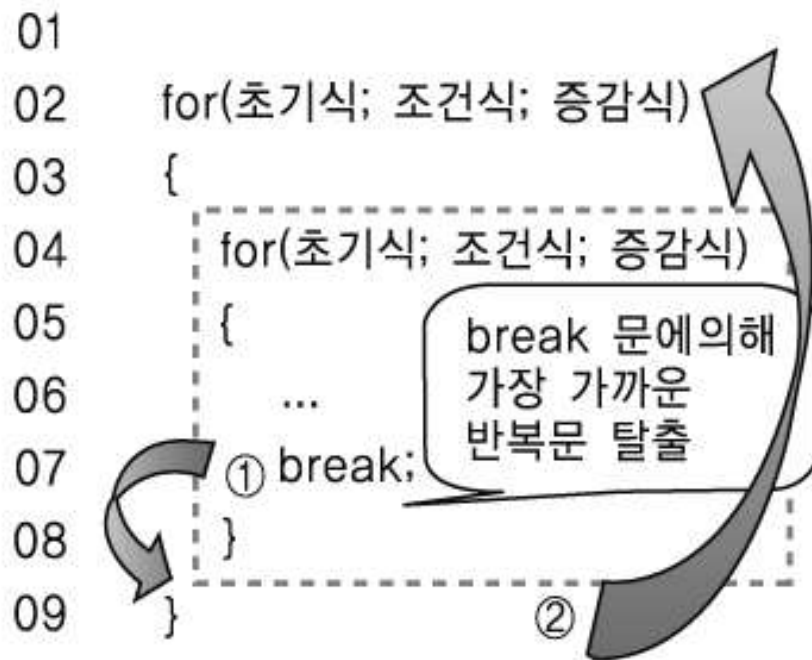 01
02 for(초기식; 조건식; 증감식)
03 {
04 for(초기식; 조건식; 증감식)
05 {
06 ...
07 ① break;
08 }
09 }
break 문에의해
가장 가까운
반복문 탈출
②